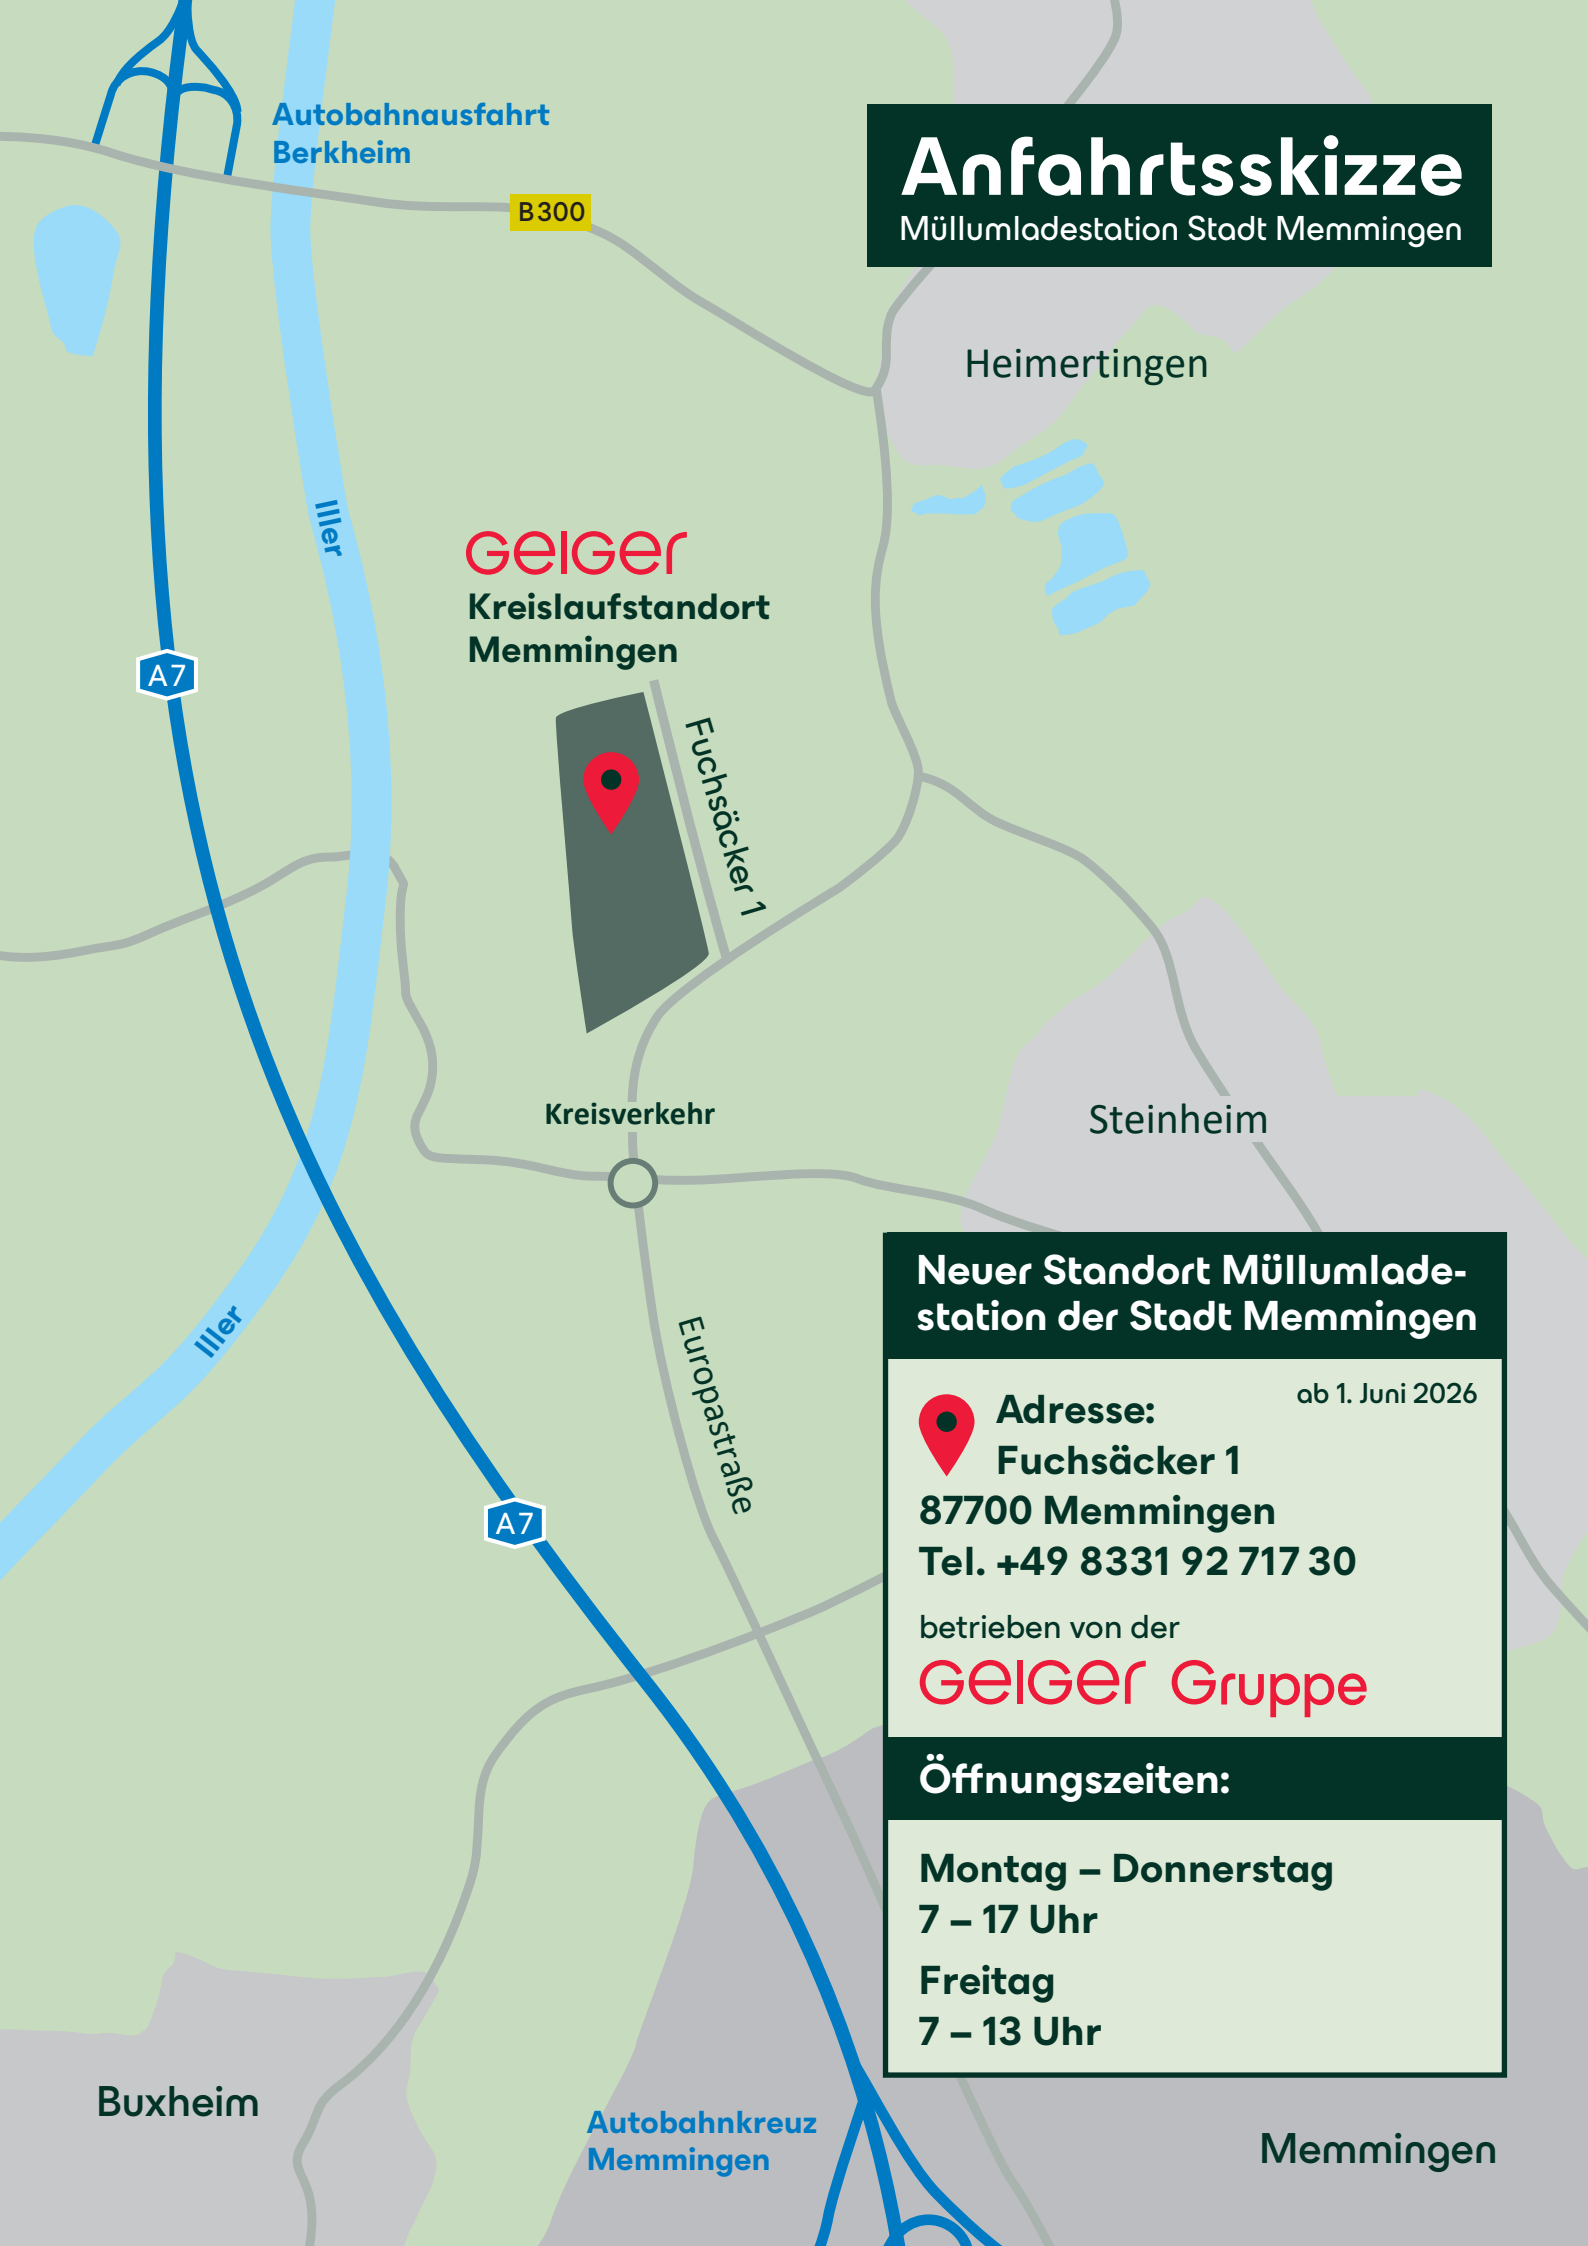 Autobahnausfahrt
Berkheim
B 300
Anfahrtsskizze
Müllumladestation Stadt Memmingen
Heimertingen
Iller
GEIGER
Kreislaufstandort
Memmingen
A7
Fuchsäcker 1
Kreisverkehr
Steinheim
Iller
Europastraße
A7
Neuer Standort Müllumlade-
station der Stadt Memmingen
ab 1. Juni 2026
Adresse:
Fuchsäcker 1
87700 Memmingen
Tel. +49 8331 92 717 30
betrieben von der
GEIGER Gruppe
Öffnungszeiten:
Montag – Donnerstag
7 – 17 Uhr
Freitag
7 – 13 Uhr
Buxheim
Autobahnkreuz
Memmingen
Memmingen